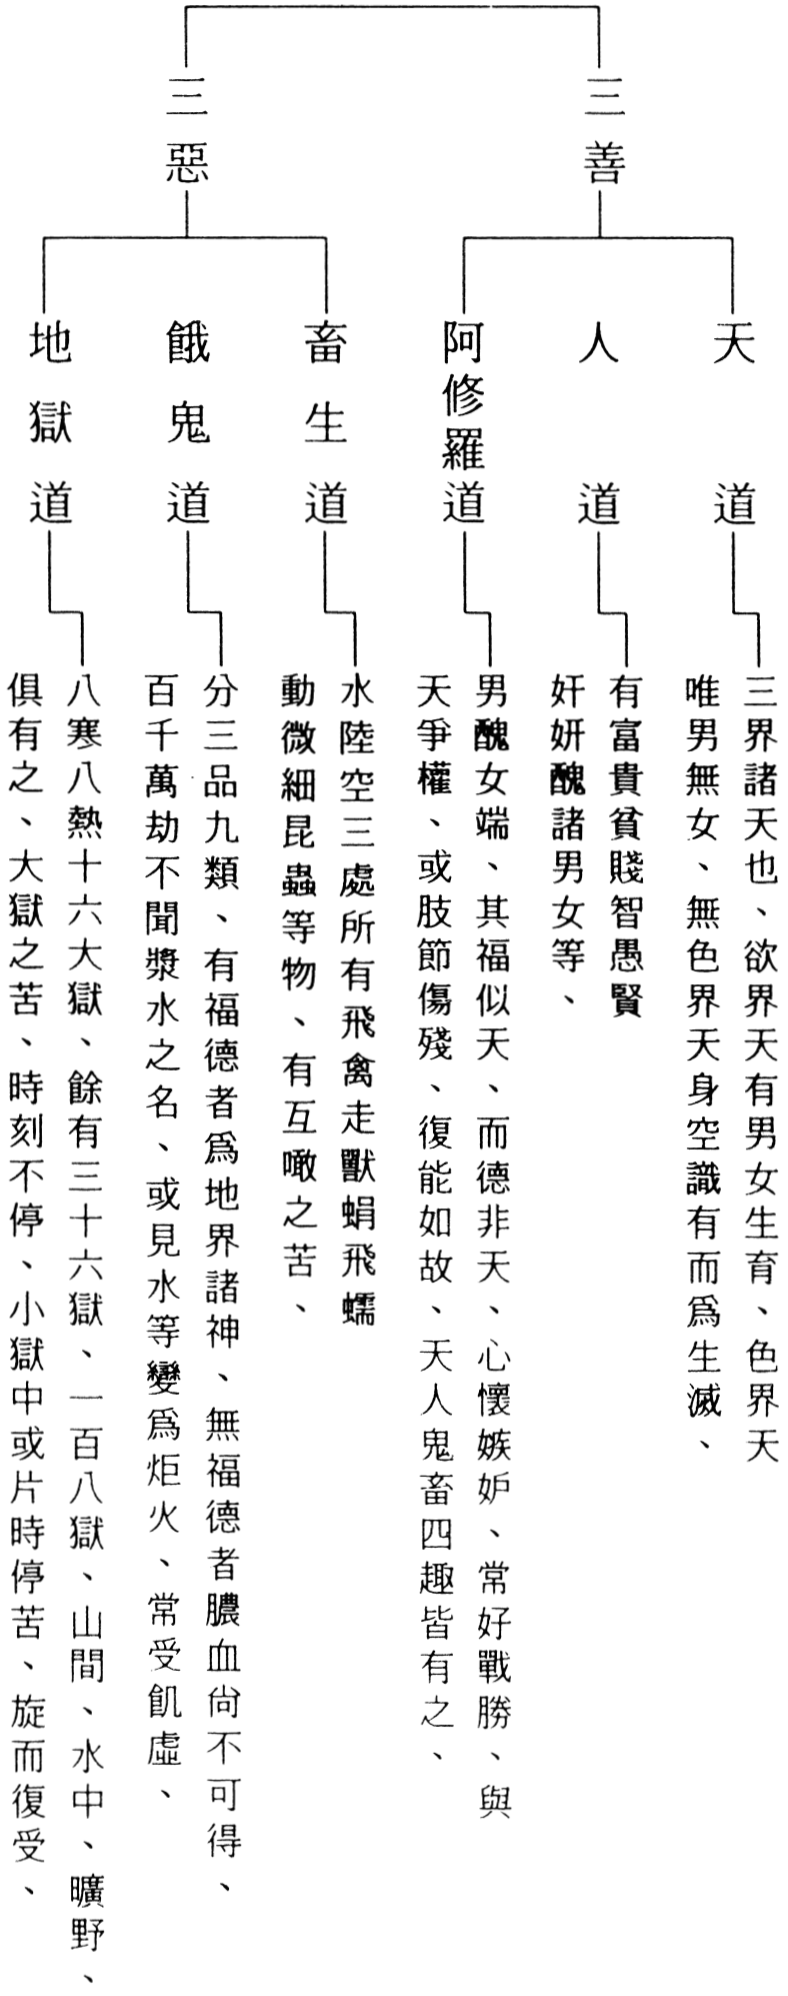 三善
三惡
天道
人道
阿修羅道
畜生道
餓鬼道
地獄道
三界諸天也、欲界天有男女生育、色界天
唯男無女、無色界天身空識有而爲生滅、
有富貴貧賤智愚賢
奸妍醜諸男女等、
男醜女端、其福似天、而德非天、心懷嫉妒、常好戰勝、與
天爭權、或肢節傷殘、復能如故、天人鬼畜四趣皆有之、
水陸空三處所有飛禽走獸蜎飛蠕
動微細昆蟲等物、有互噉之苦、
分三品九類、有福德者爲地界諸神、無福德者膿血尙不可得、
百千萬劫不聞漿水之名、或見水等變爲炬火、常受飢虛、
八寒八熱十六大獄、餘有三十六獄、一百八獄、山間、水中、曠野、
俱有之、大獄之苦、時刻不停、小獄中或片時停苦、旋而復受、